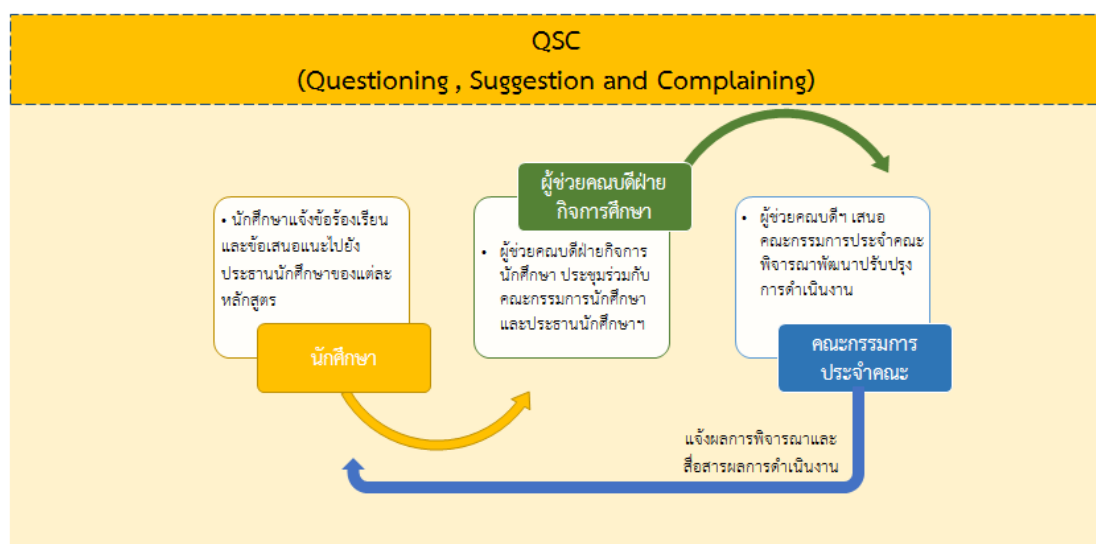 QSC
(Questioning , Suggestion and Complaining)
• นักศึกษาแจ้งข้อร้องเรียน
และข้อเสนอแนะไปยัง
ประธานนักศึกษาของแต่ละ
หลักสูตร
นักศึกษา
ผู้ช่วยคณบดีฝ่าย
กิจการศึกษา
• ผู้ช่วยคณบดีฝ่ายกิจการ
นักศึกษา ประชุมร่วมกับ
คณะกรรมการนักศึกษา
และประธานนักศึกษาฯ
• ผู้ช่วยคณบดีฯ เสนอ
คณะกรรมการประจำคณะ
พิจารณาพัฒนาปรับปรุง
การดำเนินงาน
คณะกรรมการ
ประจำคณะ
แจ้งผลการพิจารณาและ
สื่อสารผลการดำเนินงาน